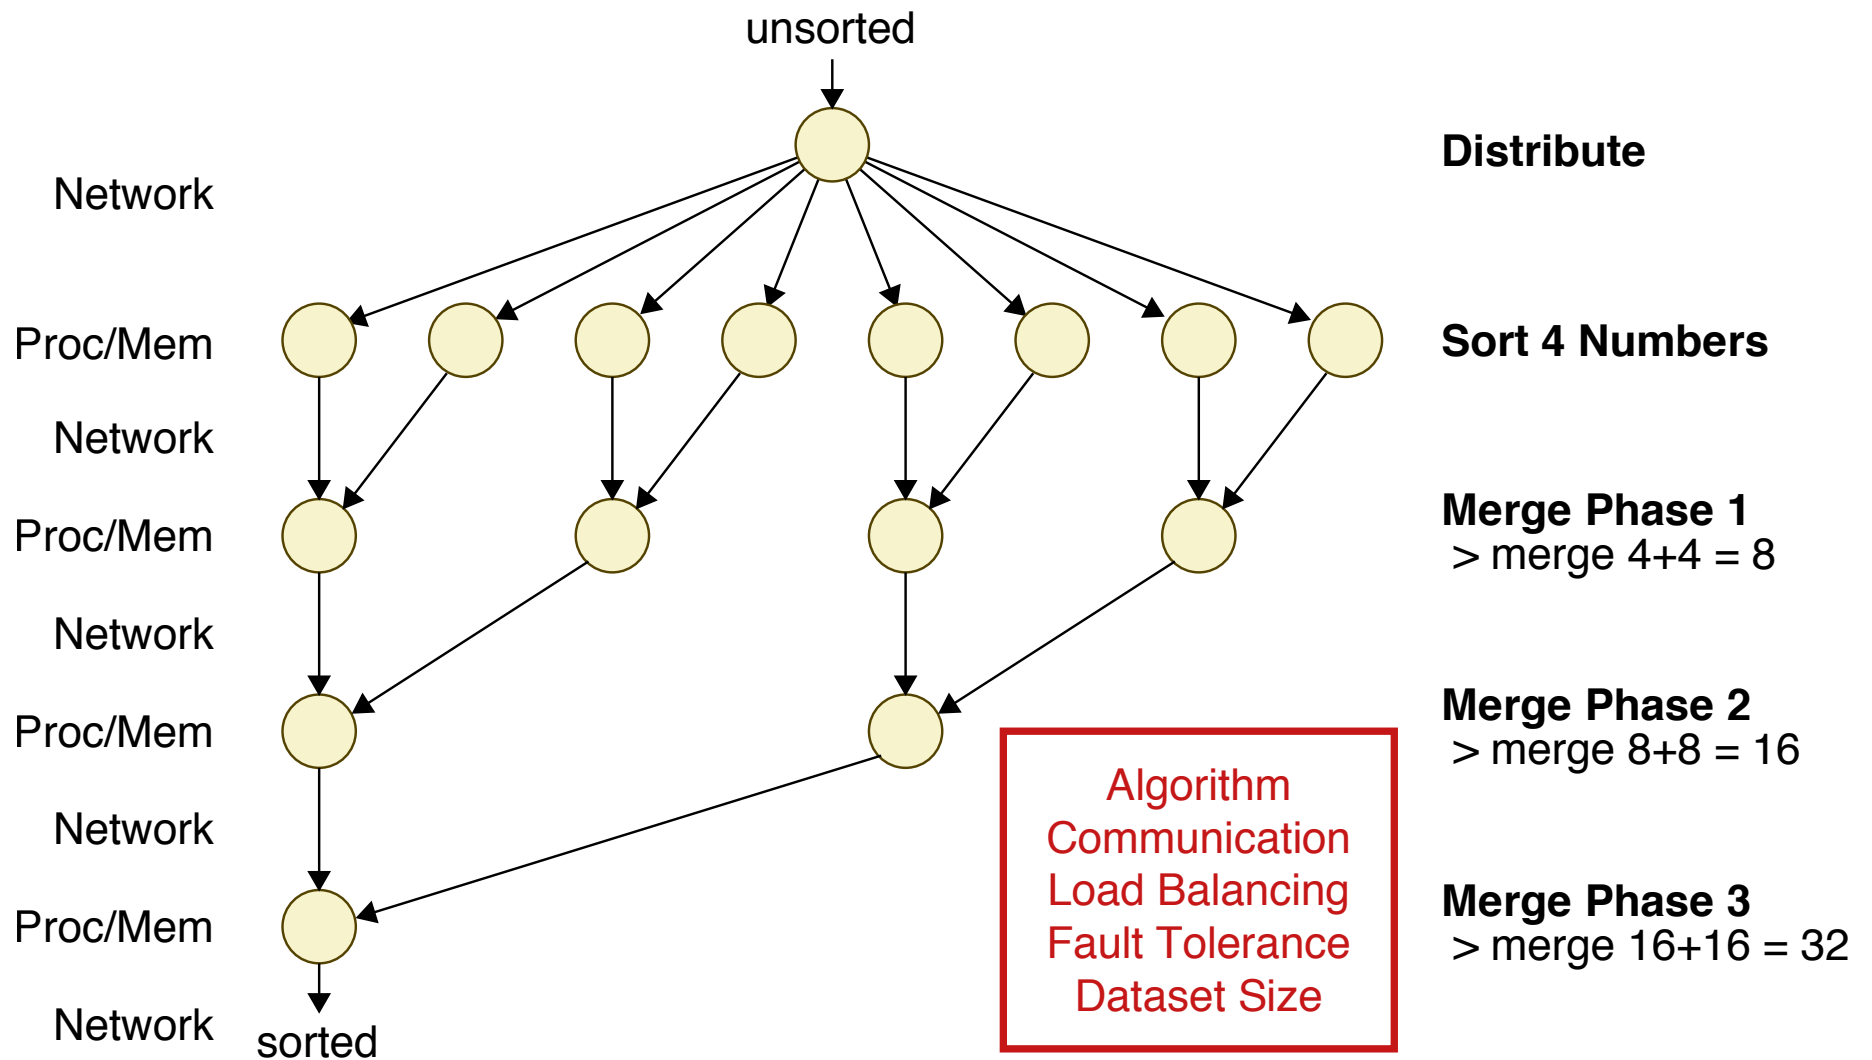 unsorted
Distribute
Network
Proc/Mem
Sort 4 Numbers
Network
Merge Phase 1
Proc/Mem
> merge 4+4 = 8
Network
Merge Phase 2
Proc/Mem
> merge 8+8 = 16
Algorithm
Communication
Load Balancing
Fault Tolerance
Dataset Size
Network
Merge Phase 3
Proc/Mem
> merge 16+16 = 32
Network
sorted